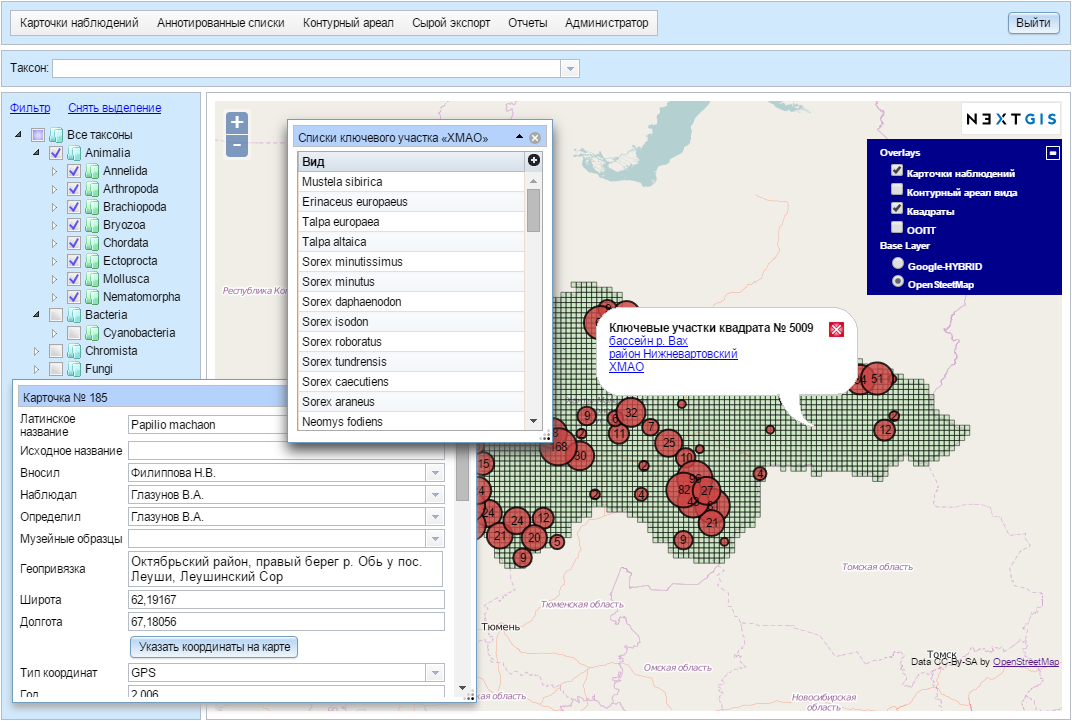 Карточки наблюдений Аннотированные списки Контурный ареал Сырой экспорт Отчеты Администратор Выйти
Таксон:
Фильтр Снять выделение
Все таксоны
Animalia
Annelida
Arthropoda
Brachiopoda
Bryozoa
Chordata
Ectoprocta
Mollusca
Nematomorpha
Bacteria
Cyanobacteria
Chromista
Fungi
+
-
Списки ключевого участка «ХМАО»
Вид
Mustela sibirica
Erinaceus europaeus
Talpa europaea
Talpa altaica
Sorex minutissimus
Sorex minutus
Sorex daphaenodon
Sorex isodon
Sorex roboratus
Sorex tundrensis
Sorex caecutiens
Sorex araneus
Neomys fodiens
NEXTGIS
Overlays
Карточки наблюдений
Контурный ареал вида
Квадраты
ООПТ
Base Layer
Google-HYBRID
OpenStreetMap
Республика
Ключевые участки квадрата № 5009
бассейн р. Вах
район Нижневартовский
ХМАО
51
9
32
11
7
25
10
12
30
15
82
27
21
4
4
24
24
12
21
20
5
9
9
Томская область
Тюменская область
Тюмень
Томск
Омская область
Новосибирская
область
Data CC-By-SA by OpenStreetMap
Карточка № 185
Латинское
название
Papilio machaon
Исходное название
Вносил Филиппова Н.В.
Наблюдал Глазунов В.А.
Определил Глазунов В.А.
Музейные образцы
Геопривязка Октябрьский район, правый берег р. Обь у пос.
Леуши, Леушинский Сор
Широта 62,19167
Долгота 67,18056
Указать координаты на карте
Тип координат GPS
Год 2 006